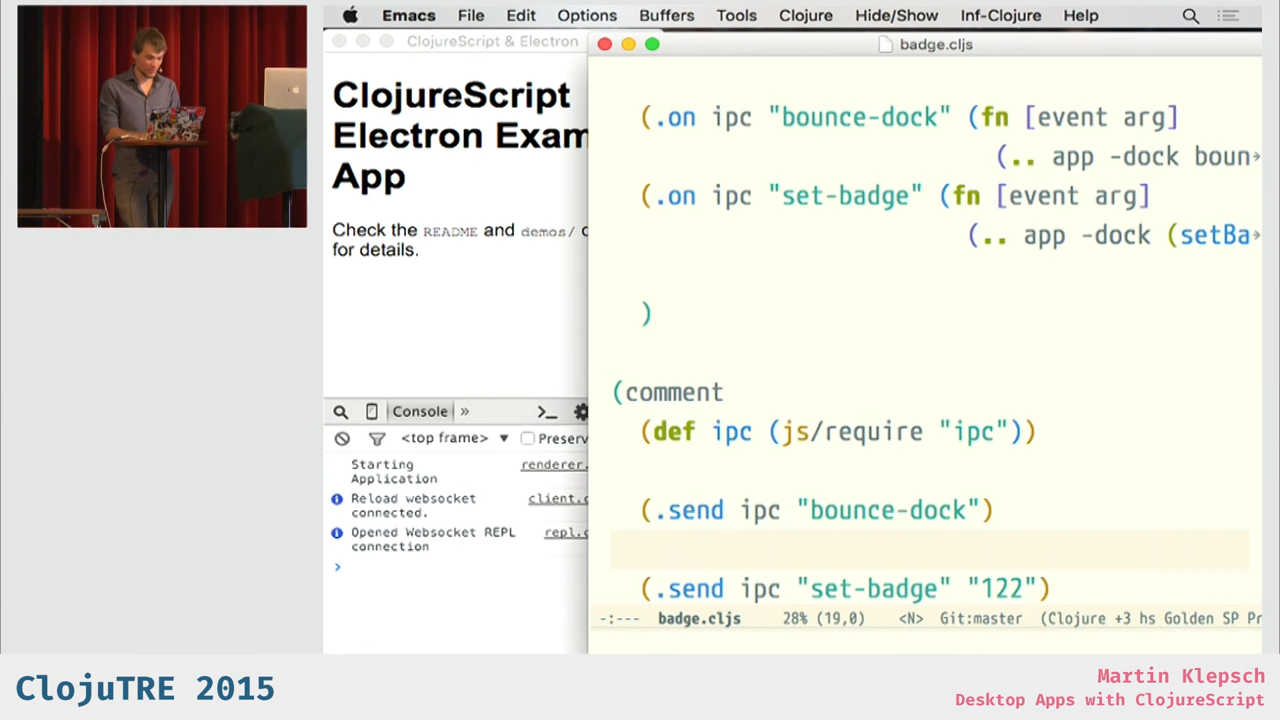 Emacs File Edit Options Buffers Tools Clojure Hide/Show Inf-Clojure Help
ClojureScript & Electron
badge.cljs
ClojureScript
Electron Exam
App
Check the README and demos/
for details.
Console »
<top frame> ▼ Preserv
Starting
Application
renderer.
Reload websocket
connected.
client.c
Opened Websocket REPL
connection
repl.c
>
(.on ipc "bounce-dock" (fn [event arg]
(.. app -dock boun
(.on ipc "set-badge" (fn [event arg]
(.. app -dock (setBa
)
(comment
(def ipc (js/require "ipc"))
(.send ipc "bounce-dock")
(.send ipc "set-badge" "122")
-:--- badge.cljs 28% (19,0) <N> Git:master (Clojure +3 hs Golden SP Pr
ClojuTRE 2015
Martin Klepsch
Desktop Apps with ClojureScript